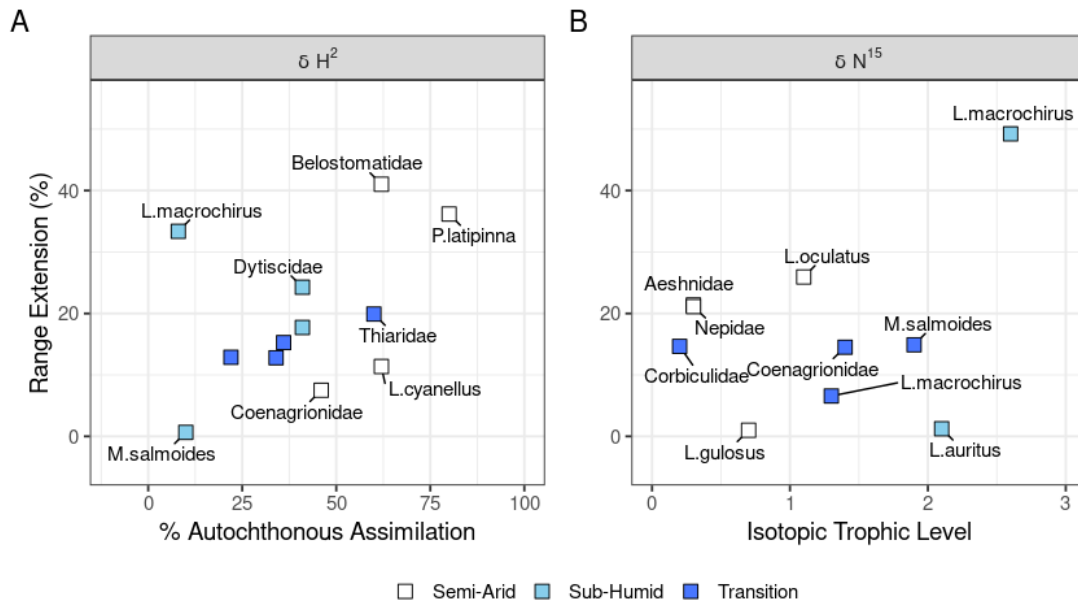 A
B
δ H²
δ N¹⁵
Range Extension (%)
40
20
0
Belostomatidae
L.macrochirus
P.latipinna
Dytiscidae
Thiaridae
L.cyanellus
Coenagrionidae
M.salmoides
0
25
50
75
100
% Autochthonous Assimilation
40
20
0
L.macrochirus
L.oculatus
Aeshnidae
Nepidae
M.salmoides
Corbiculidae
Coenagrionidae
L.macrochirus
L.gulosus
L.auritus
0
1
2
3
Isotopic Trophic Level
Semi-Arid Sub-Humid Transition